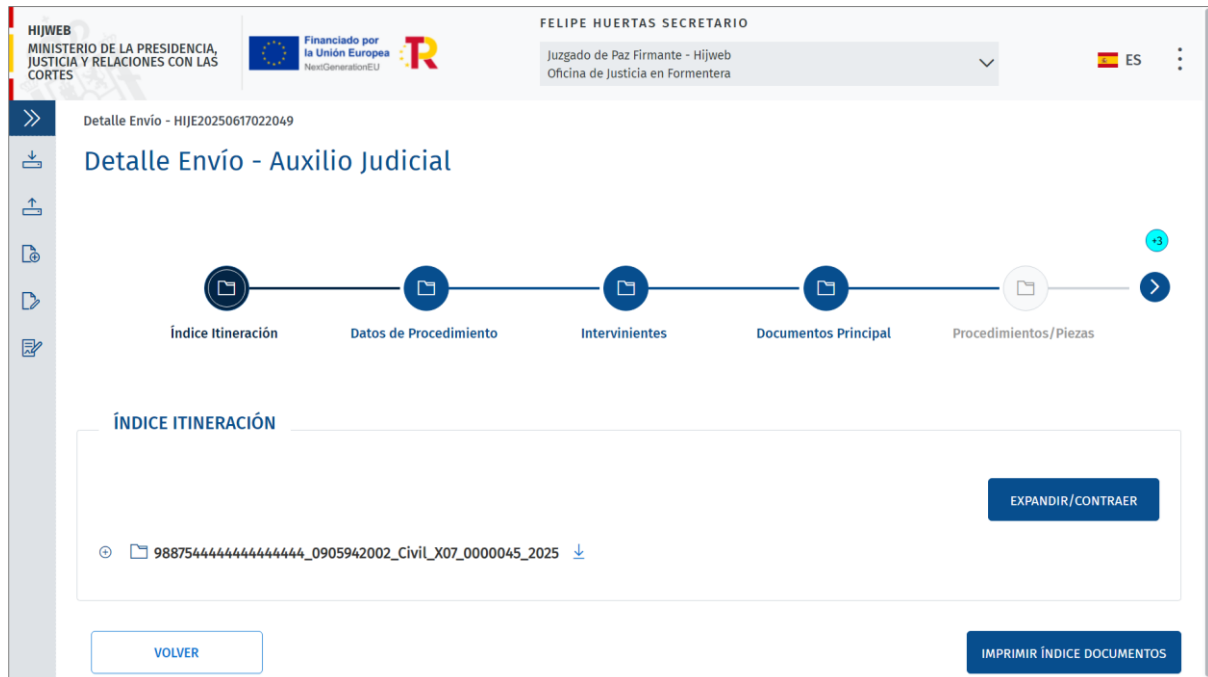 HIJWEB
MINISTERIO DE LA PRESIDENCIA,
JUSTICIA Y RELACIONES CON LAS
CORTES
Financiado por
la Unión Europea
NextGenerationEU
FELIPE HUERTAS SECRETARIO
Juzgado de Paz Firmante - Hijweb
Oficina de Justicia en Formentera
ES
Detalle Envío - HIJE20250617022049
Detalle Envío - Auxilio Judicial
+3
Índice Itineración
Datos de Procedimiento
Intervinientes
Documentos Principal
Procedimientos/Piezas
ÍNDICE ITINERACIÓN
EXPANDIR/CONTRAER
9887544444444444444_0905942002_Civil_X07_0000045_2025
VOLVER
IMPRIMIR ÍNDICE DOCUMENTOS